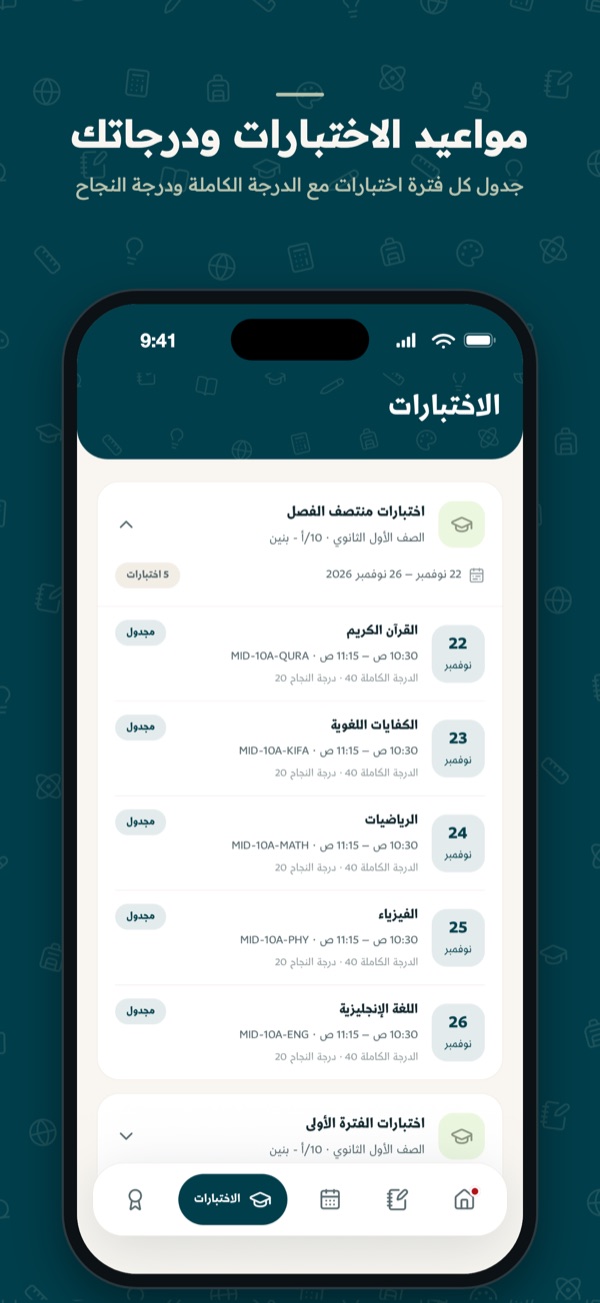 مواعيد الاختبارات ودرجاتك
جدول كل فترة اختبارات مع الدرجة الكاملة ودرجة النجاح
9:41
الاختبارات
اختبارات منتصف الفصل
الصف الأول الثانوي · 10/أ - بنين
22 نوفمبر – 26 نوفمبر 2026
5 اختبارات
22 نوفمبر
القرآن الكريم
مجدول
10:30 ص – 11:15 ص · MID-10A-QURA
الدرجة الكاملة 40 · درجة النجاح 20
23 نوفمبر
الكفايات اللغوية
مجدول
10:30 ص – 11:15 ص · MID-10A-KIFA
الدرجة الكاملة 40 · درجة النجاح 20
24 نوفمبر
الرياضيات
مجدول
10:30 ص – 11:15 ص · MID-10A-MATH
الدرجة الكاملة 40 · درجة النجاح 20
25 نوفمبر
الفيزياء
مجدول
10:30 ص – 11:15 ص · MID-10A-PHY
الدرجة الكاملة 40 · درجة النجاح 20
26 نوفمبر
اللغة الإنجليزية
مجدول
10:30 ص – 11:15 ص · MID-10A-ENG
الدرجة الكاملة 40 · درجة النجاح 20
اختبارات الفترة الأولى
الصف الأول الثانوي · 10/أ - بنين
الاختبارات